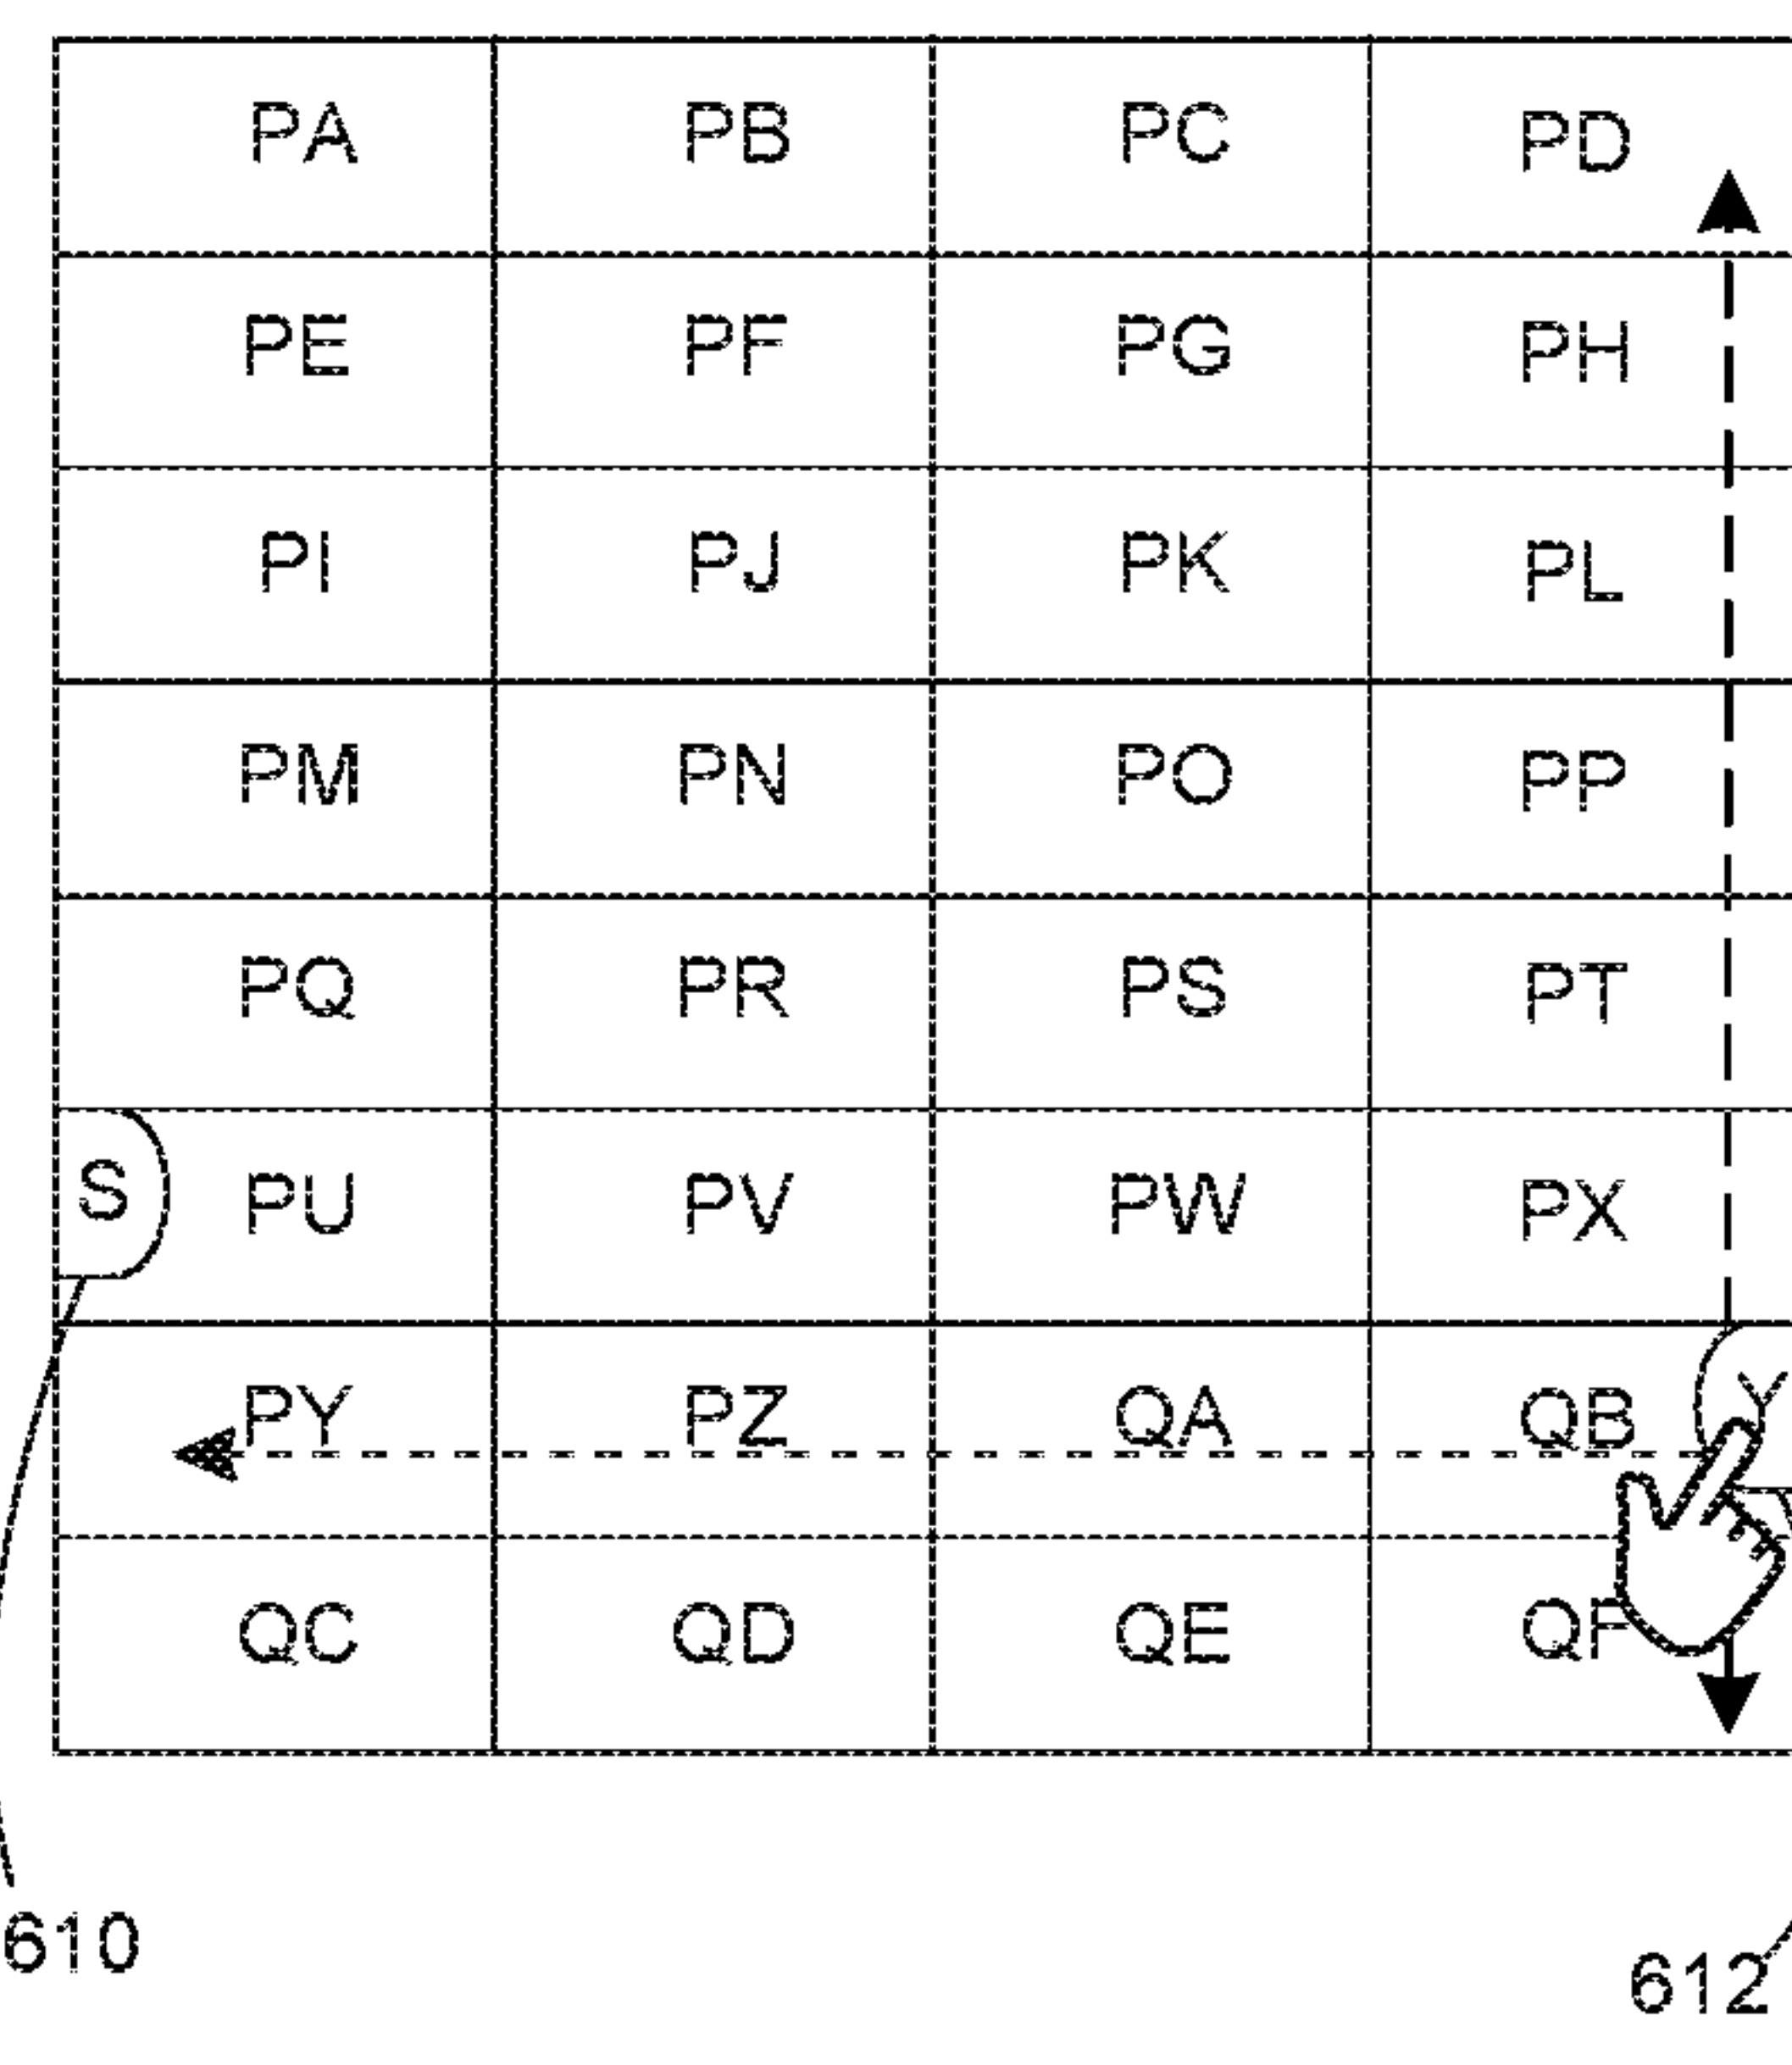 PA PB PC PD
PE PF PG PH
PI PJ PK PL
PM PN PO PP
PQ PR PS PT
S PU PV PW PX
PY PZ QA QB Y
QC QD QE QF
610
612